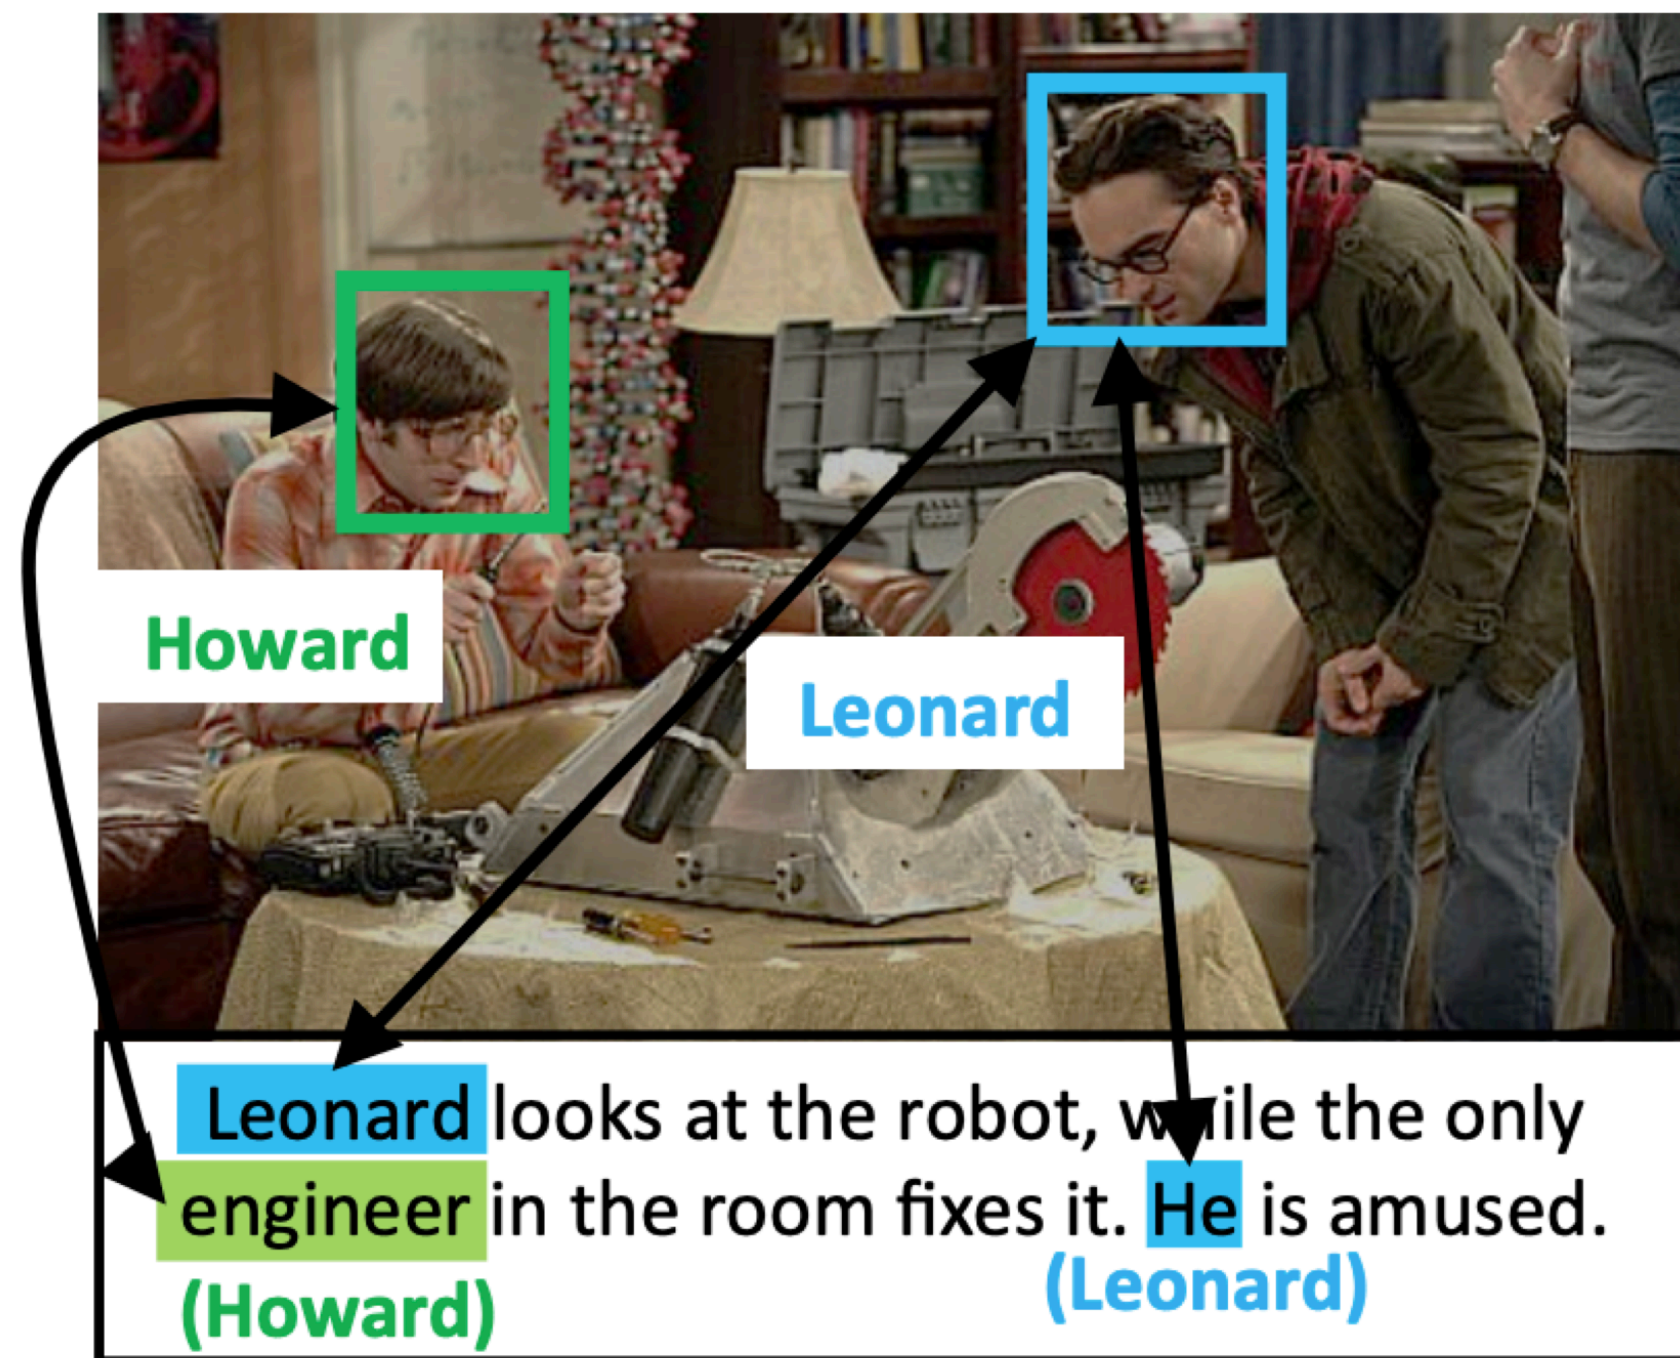 Howard
Leonard
Leonard looks at the robot, while the only
engineer in the room fixes it. He is amused.
(Howard)
(Leonard)